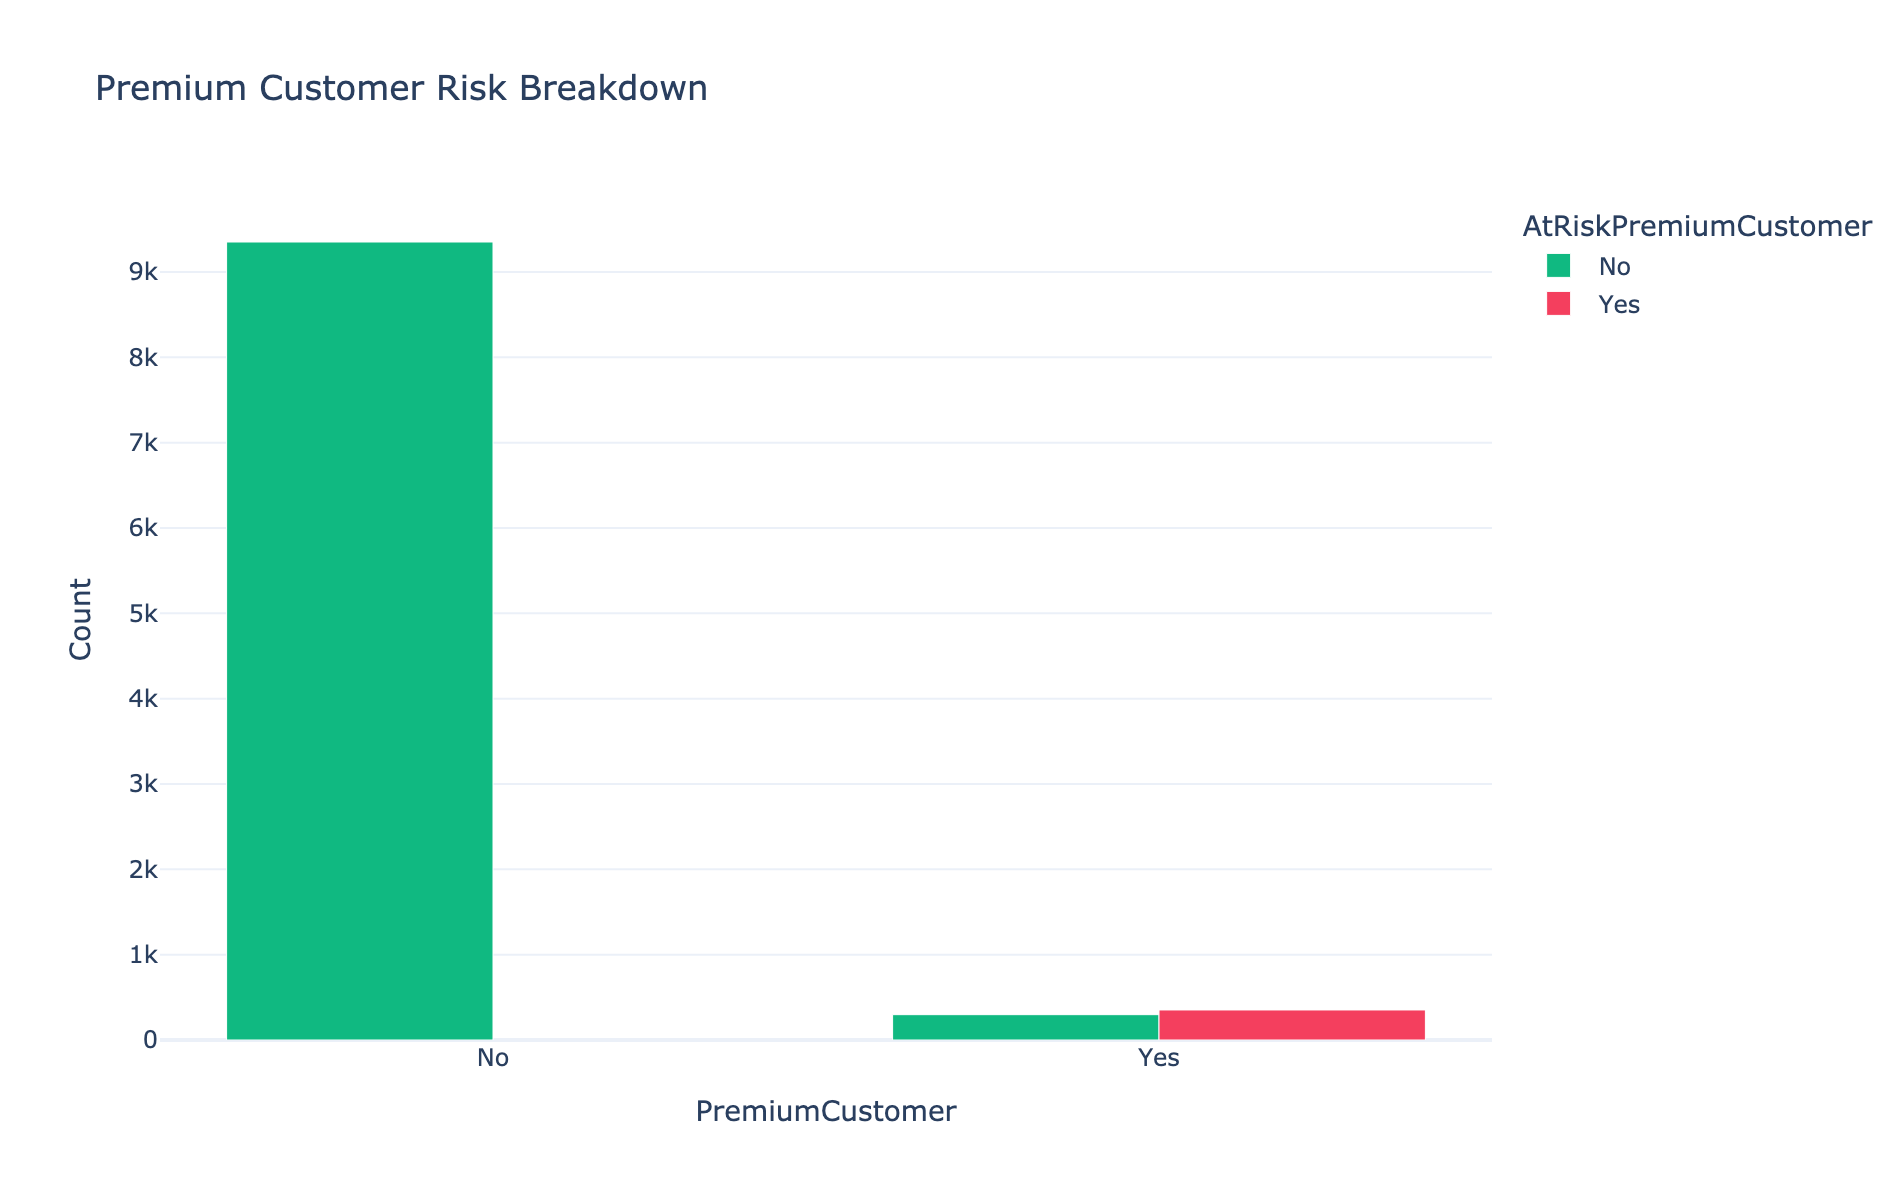 Premium Customer Risk Breakdown
AtRiskPremiumCustomer
No
Yes
Count
9k
8k
7k
6k
5k
4k
3k
2k
1k
0
No
Yes
PremiumCustomer